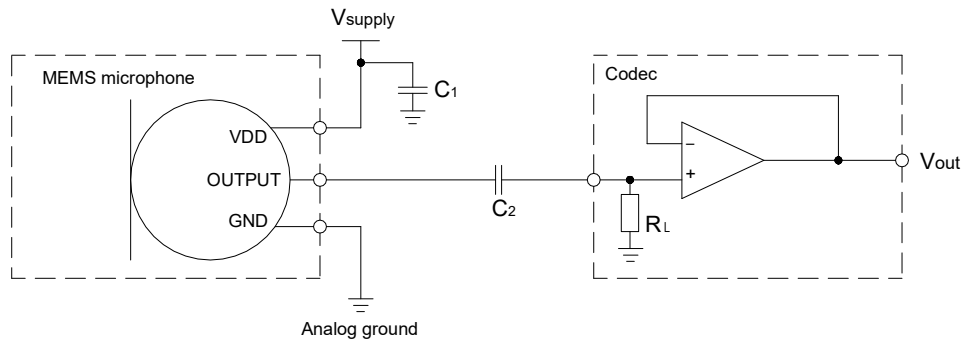 Vsupply
MEMS microphone
C1
Codec
VDD
−
OUTPUT
C2
+
Vout
GND
RL
Analog ground